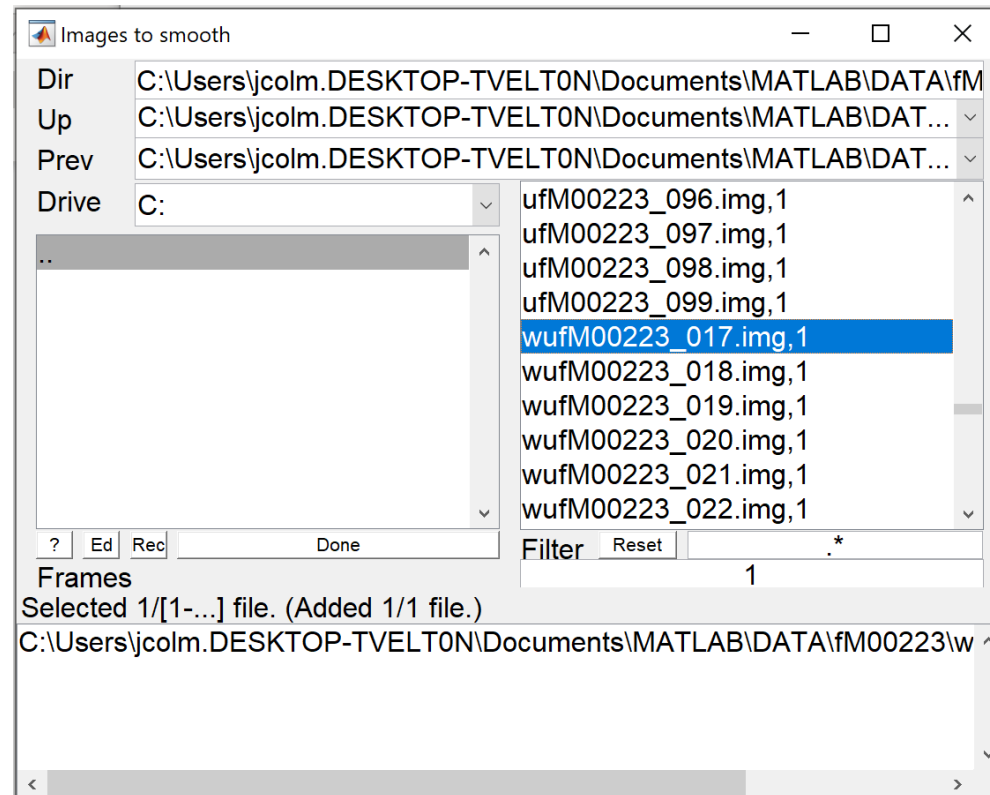 Images to smooth
Dir C:\Users\jcolm.DESKTOP-TVELT0N\Documents\MATLAB\DATA\fM
Up C:\Users\jcolm.DESKTOP-TVELT0N\Documents\MATLAB\DAT...
Prev C:\Users\jcolm.DESKTOP-TVELT0N\Documents\MATLAB\DAT...
Drive C:
..
ufM00223_096.img,1
ufM00223_097.img,1
ufM00223_098.img,1
ufM00223_099.img,1
wufM00223_017.img,1
wufM00223_018.img,1
wufM00223_019.img,1
wufM00223_020.img,1
wufM00223_021.img,1
wufM00223_022.img,1
? Ed Rec Done
Filter Reset .*
Frames 1
Selected 1/[1-...] file. (Added 1/1 file.)
C:\Users\jcolm.DESKTOP-TVELT0N\Documents\MATLAB\DATA\fM00223\w